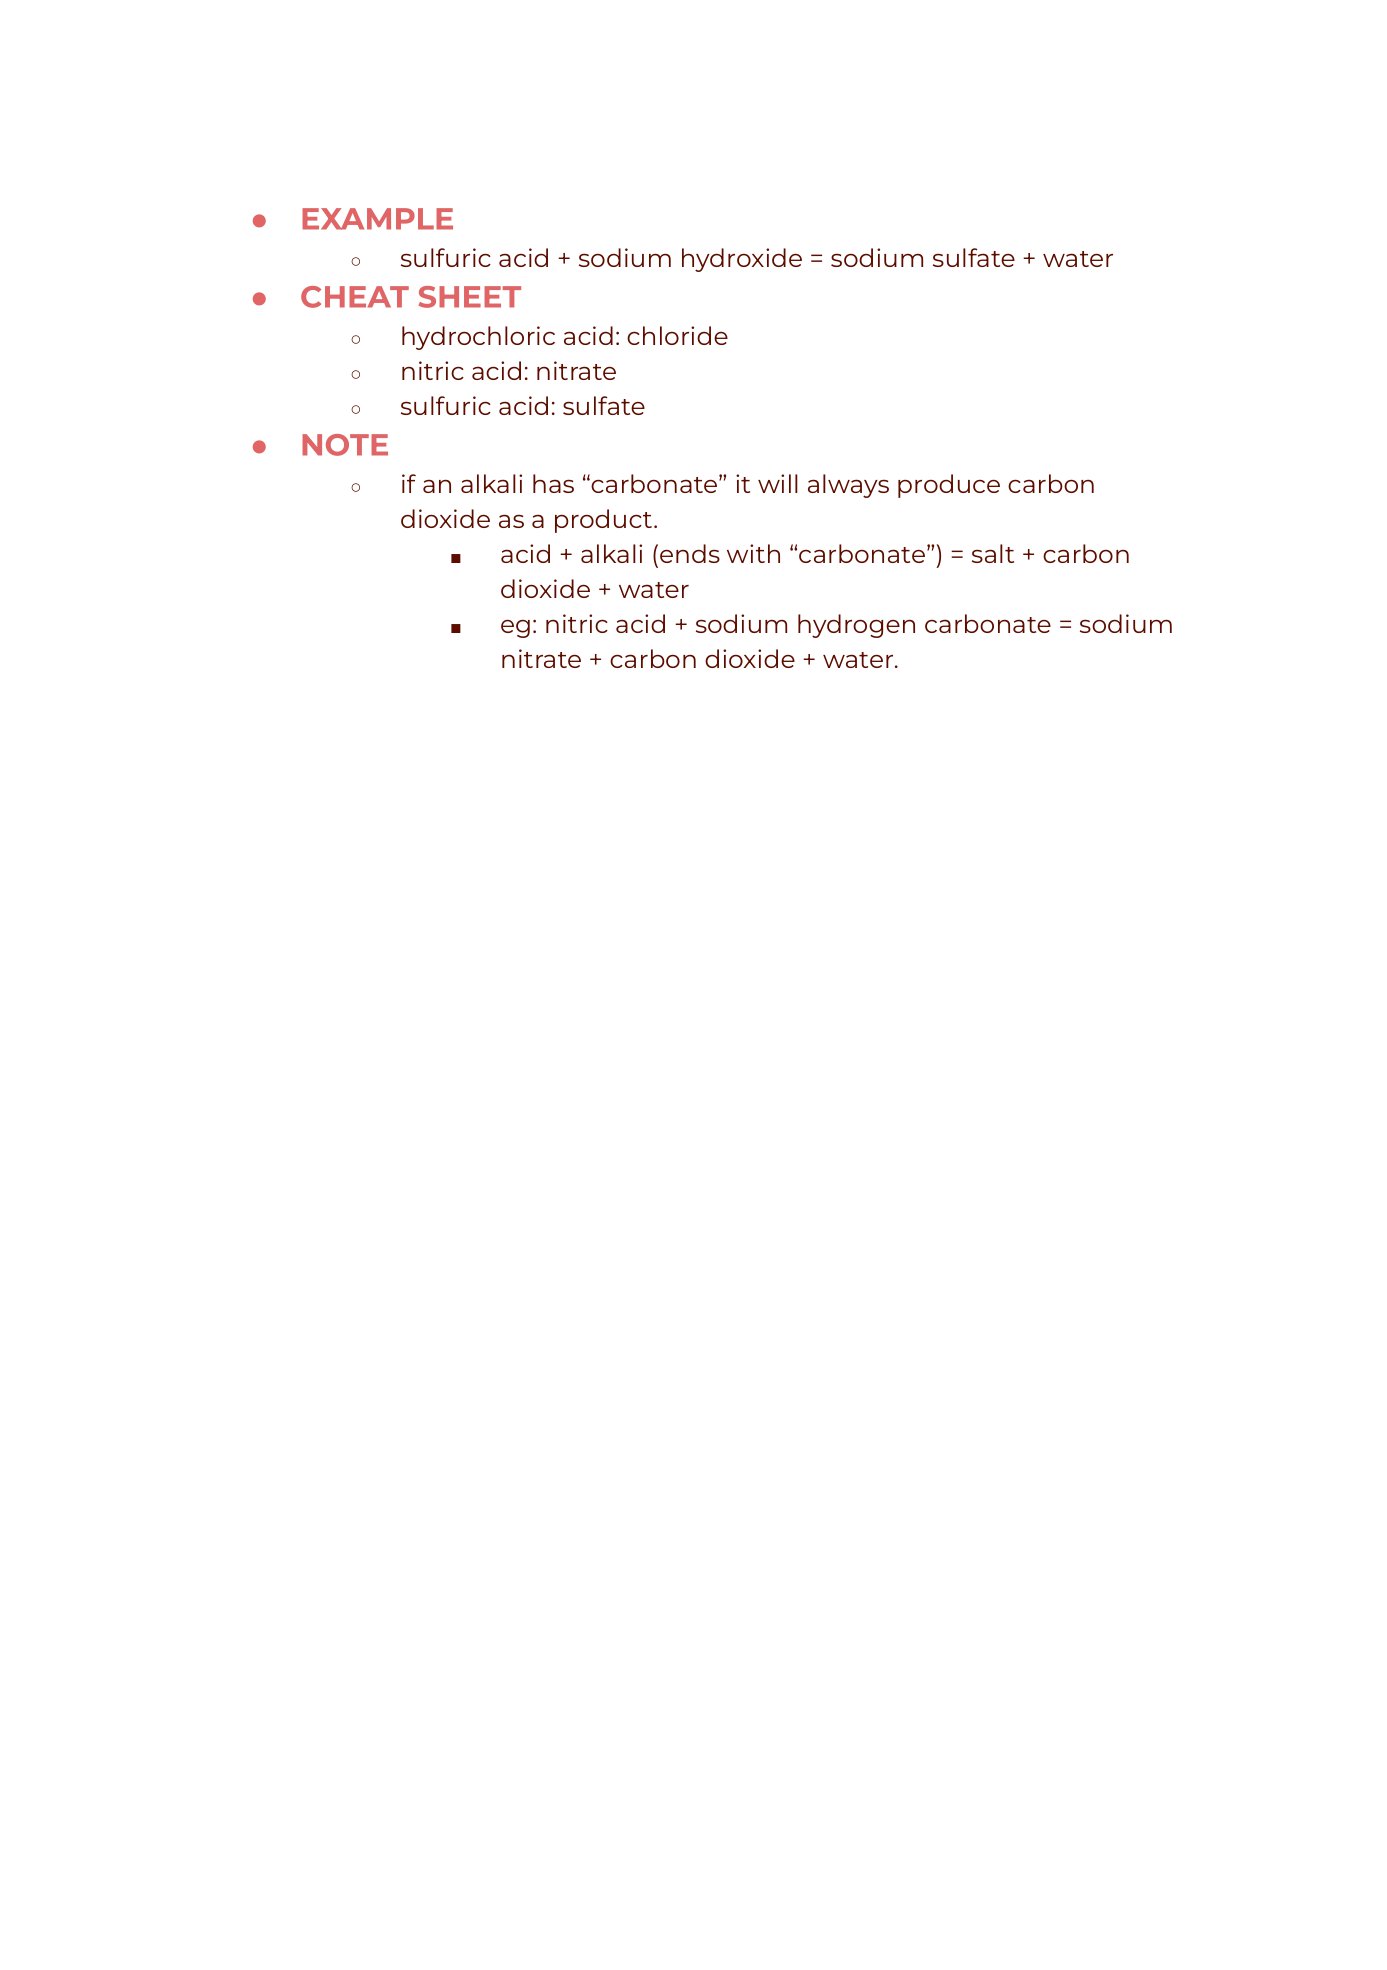 ● EXAMPLE
○ sulfuric acid + sodium hydroxide = sodium sulfate + water
● CHEAT SHEET
○ hydrochloric acid: chloride
○ nitric acid: nitrate
○ sulfuric acid: sulfate
● NOTE
○ if an alkali has “carbonate” it will always produce carbon
dioxide as a product.
■ acid + alkali (ends with “carbonate”) = salt + carbon
dioxide + water
■ eg: nitric acid + sodium hydrogen carbonate = sodium
nitrate + carbon dioxide + water.